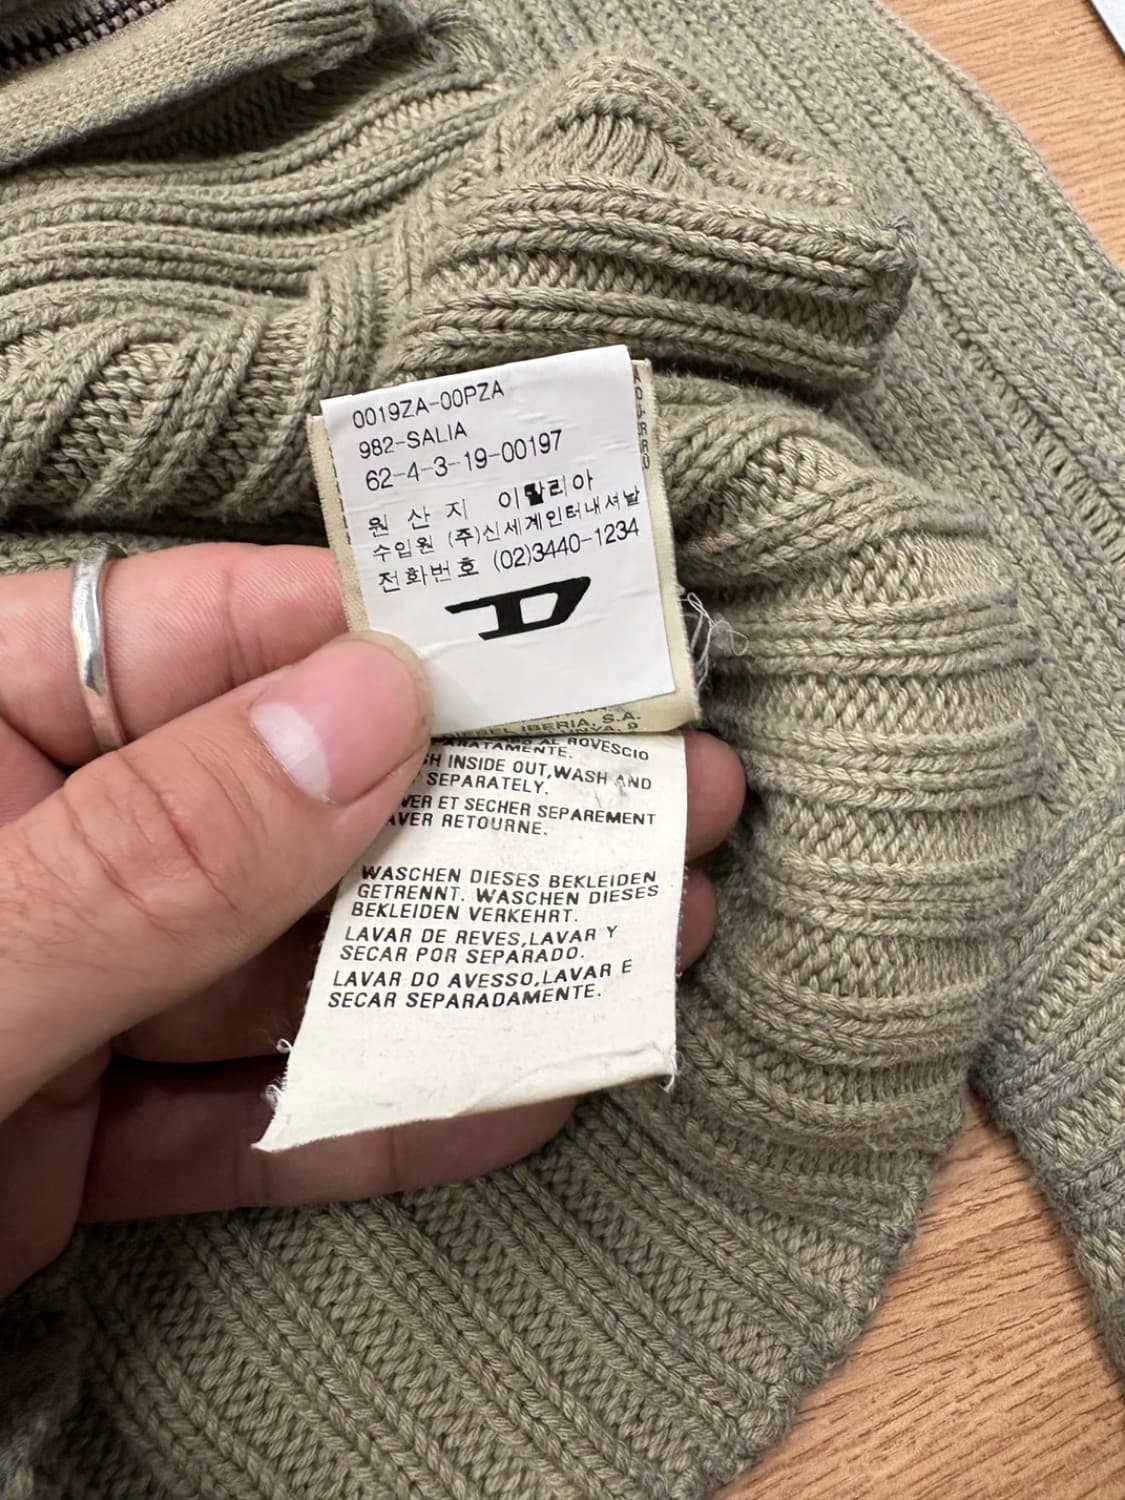 0019ZA-00PZA
982-SALIA
62-4-3-19-00197
원 산 지 이탈리아
수입원 (주)신세계인터내셔날
전화번호 (02)3440-1234
D
IBERIA, S.A.
AL ROVESCIO
INSIDE OUT,WASH AND
SEPARATELY.
ET SECHER SEPAREMENT
RETOURNE.
WASCHEN DIESES BEKLEIDEN
GETRENNT. WASCHEN DIESES
BEKLEIDEN VERKEHRT.
LAVAR DE REVES,LAVAR Y
SECAR POR SEPARADO.
LAVAR DO AVESSO,LAVAR E
SECAR SEPARADAMENTE.